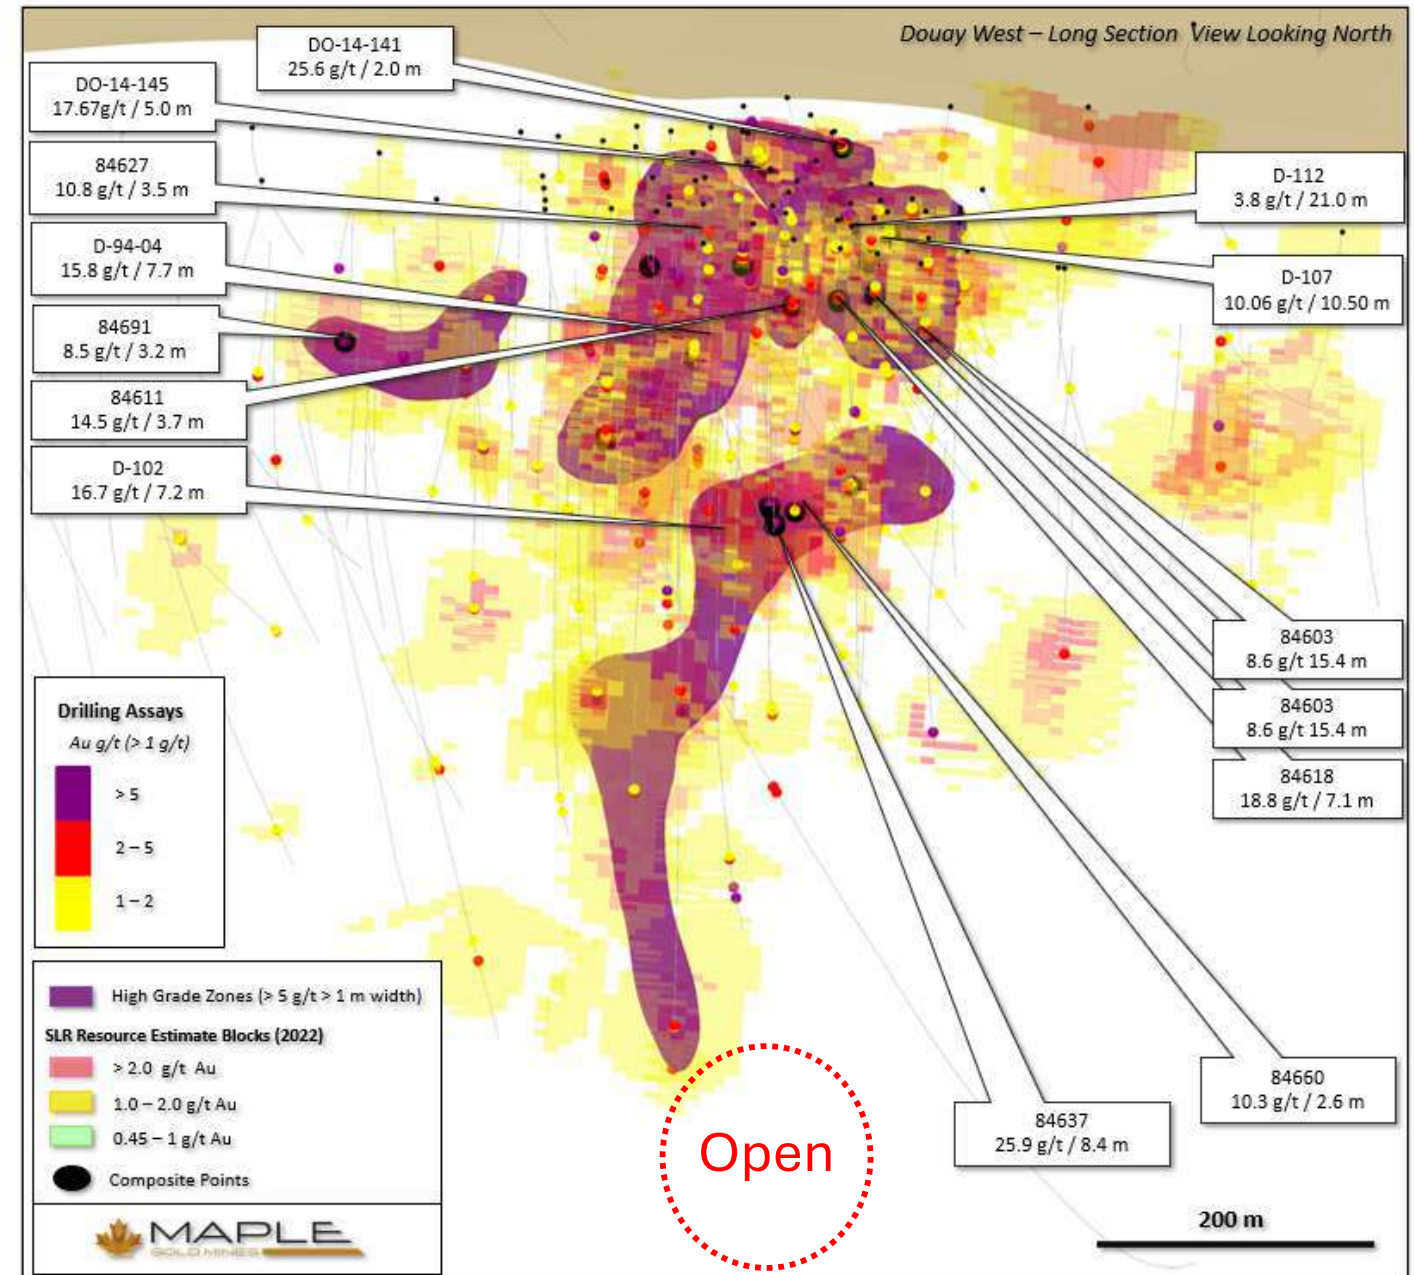 Douay West – Long Section View Looking North
DO-14-141
25.6 g/t / 2.0 m
DO-14-145
17.67g/t / 5.0 m
84627
10.8 g/t / 3.5 m
D-94-04
15.8 g/t / 7.7 m
84691
8.5 g/t / 3.2 m
84611
14.5 g/t / 3.7 m
D-102
16.7 g/t / 7.2 m
D-112
3.8 g/t / 21.0 m
D-107
10.06 g/t / 10.50 m
84603
8.6 g/t 15.4 m
84603
8.6 g/t 15.4 m
84618
18.8 g/t / 7.1 m
84660
10.3 g/t / 2.6 m
84637
25.9 g/t / 8.4 m
Drilling Assays
Au g/t (> 1 g/t)
> 5
2 – 5
1 – 2
High Grade Zones (> 5 g/t > 1 m width)
SLR Resource Estimate Blocks (2022)
> 2.0 g/t Au
1.0 – 2.0 g/t Au
0.45 – 1 g/t Au
Composite Points
MAPLE
GOLD MINES
Open
200 m